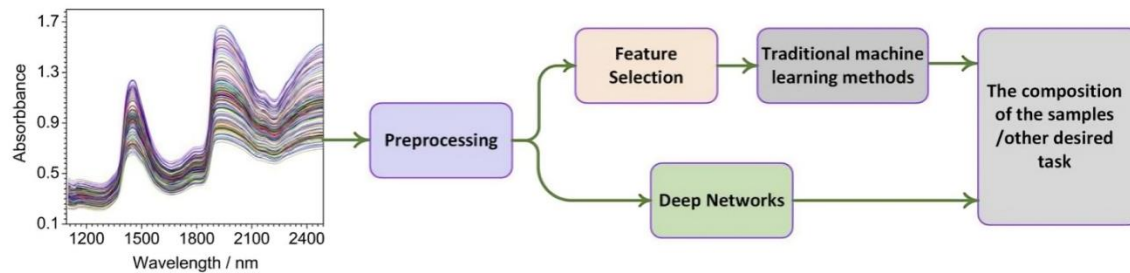 1.7
1.3
0.9
0.5
0.1
Absorbbance
1200 1500 1800 2100 2400
Wavelength / nm
Preprocessing
Feature
Selection
Traditional machine
learning methods
Deep Networks
The composition
of the samples
/other desired
task